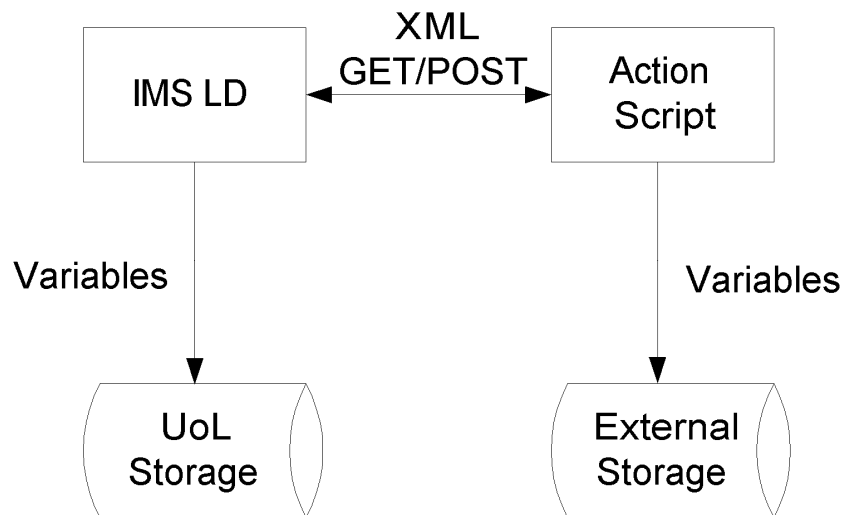 XML
GET/POST
IMS LD
Action
Script
Variables
Variables
UoL
Storage
External
Storage